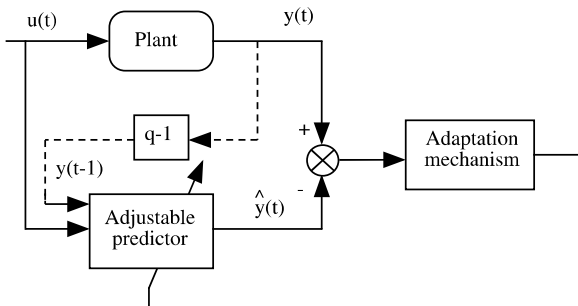 u(t)
Plant
y(t)
q-1
+
Adaptation
mechanism
y(t-1)
-
Adjustable
predictor
ŷ(t)